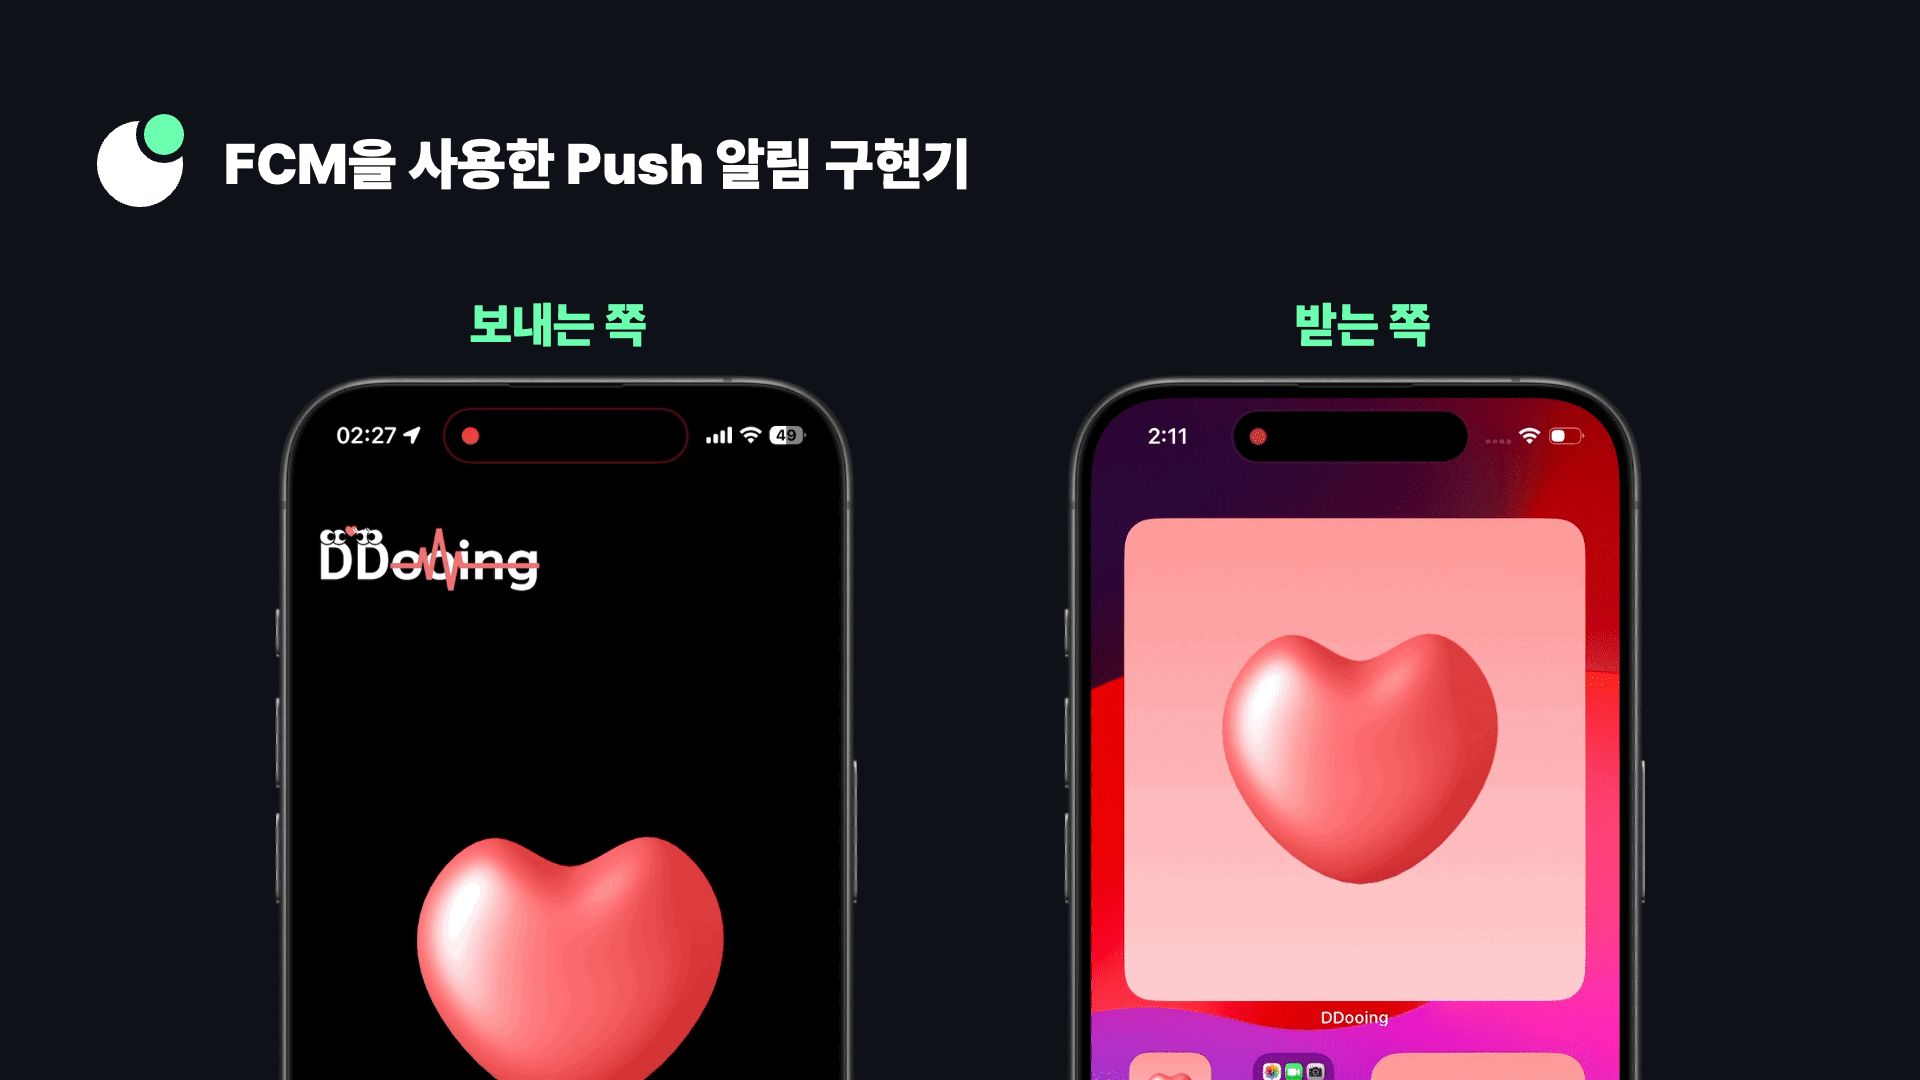 FCM을 사용한 Push 알림 구현기
보내는 쪽
받는 쪽
02:27
49
2:11
DDooing
DDooing